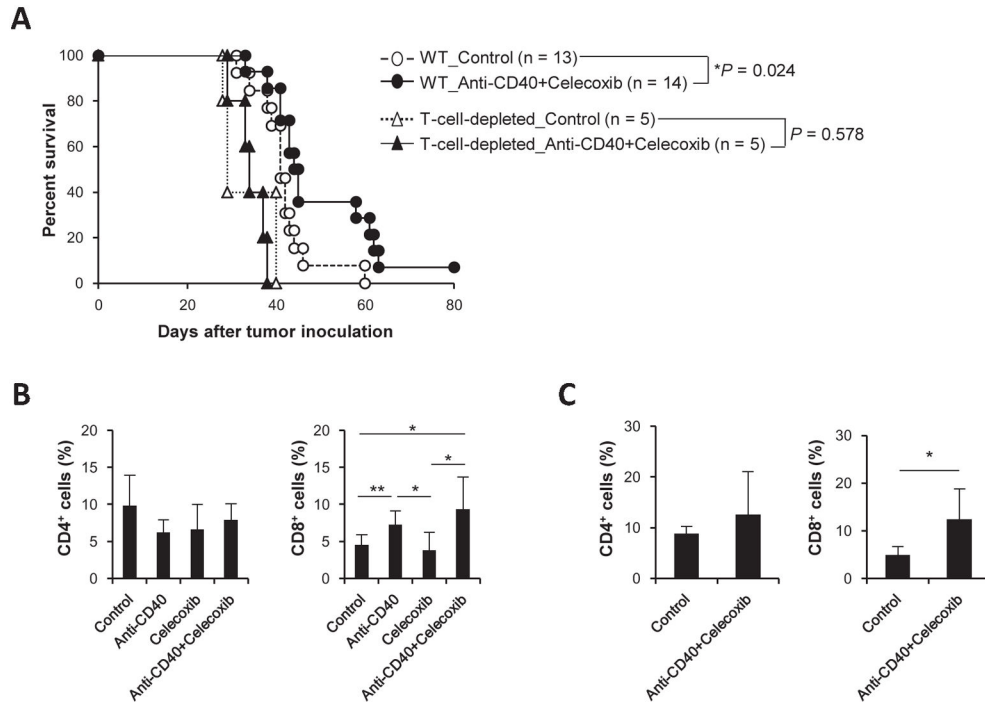 A
100
80
60
40
20
0
Percent survival
0 20 40 60 80
Days after tumor inoculation
WT_Control (n = 13)
WT_Anti-CD40+Celecoxib (n = 14)
*P = 0.024
T-cell-depleted_Control (n = 5)
T-cell-depleted_Anti-CD40+Celecoxib (n = 5)
P = 0.578
B
20
15
10
5
0
CD4+ cells (%)
Control
Anti-CD40
Celecoxib
Anti-CD40+Celecoxib
20
15
10
5
0
CD8+ cells (%)
*
*
** *
Control
Anti-CD40
Celecoxib
Anti-CD40+Celecoxib
C
30
20
10
0
CD4+ cells (%)
Control
Anti-CD40+Celecoxib
30
20
10
0
CD8+ cells (%)
*
Control
Anti-CD40+Celecoxib